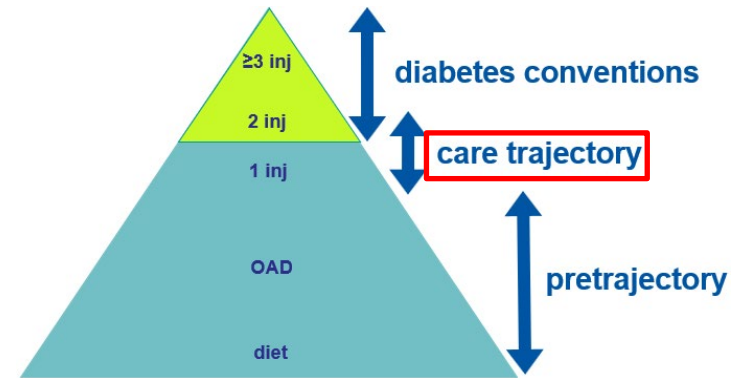 ≥3 inj
diabetes conventions
2 inj
care trajectory
1 inj
OAD
pretrajectory
diet